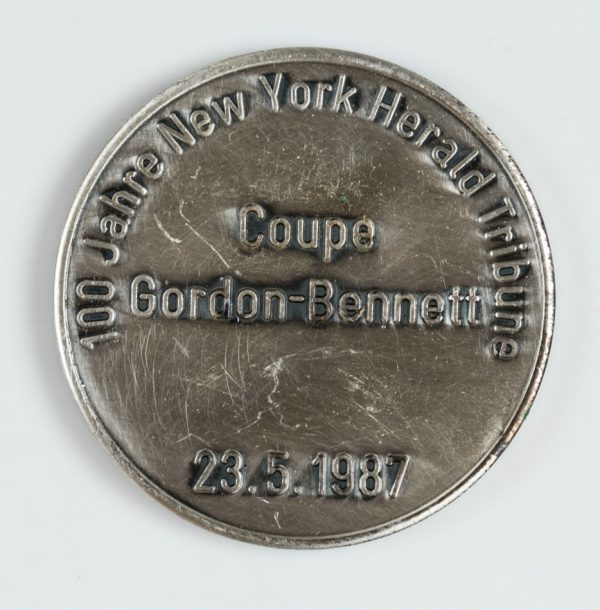 100 Jahre New York Herald Tribune
Coupe
Gordon-Bennett
23.5.1987